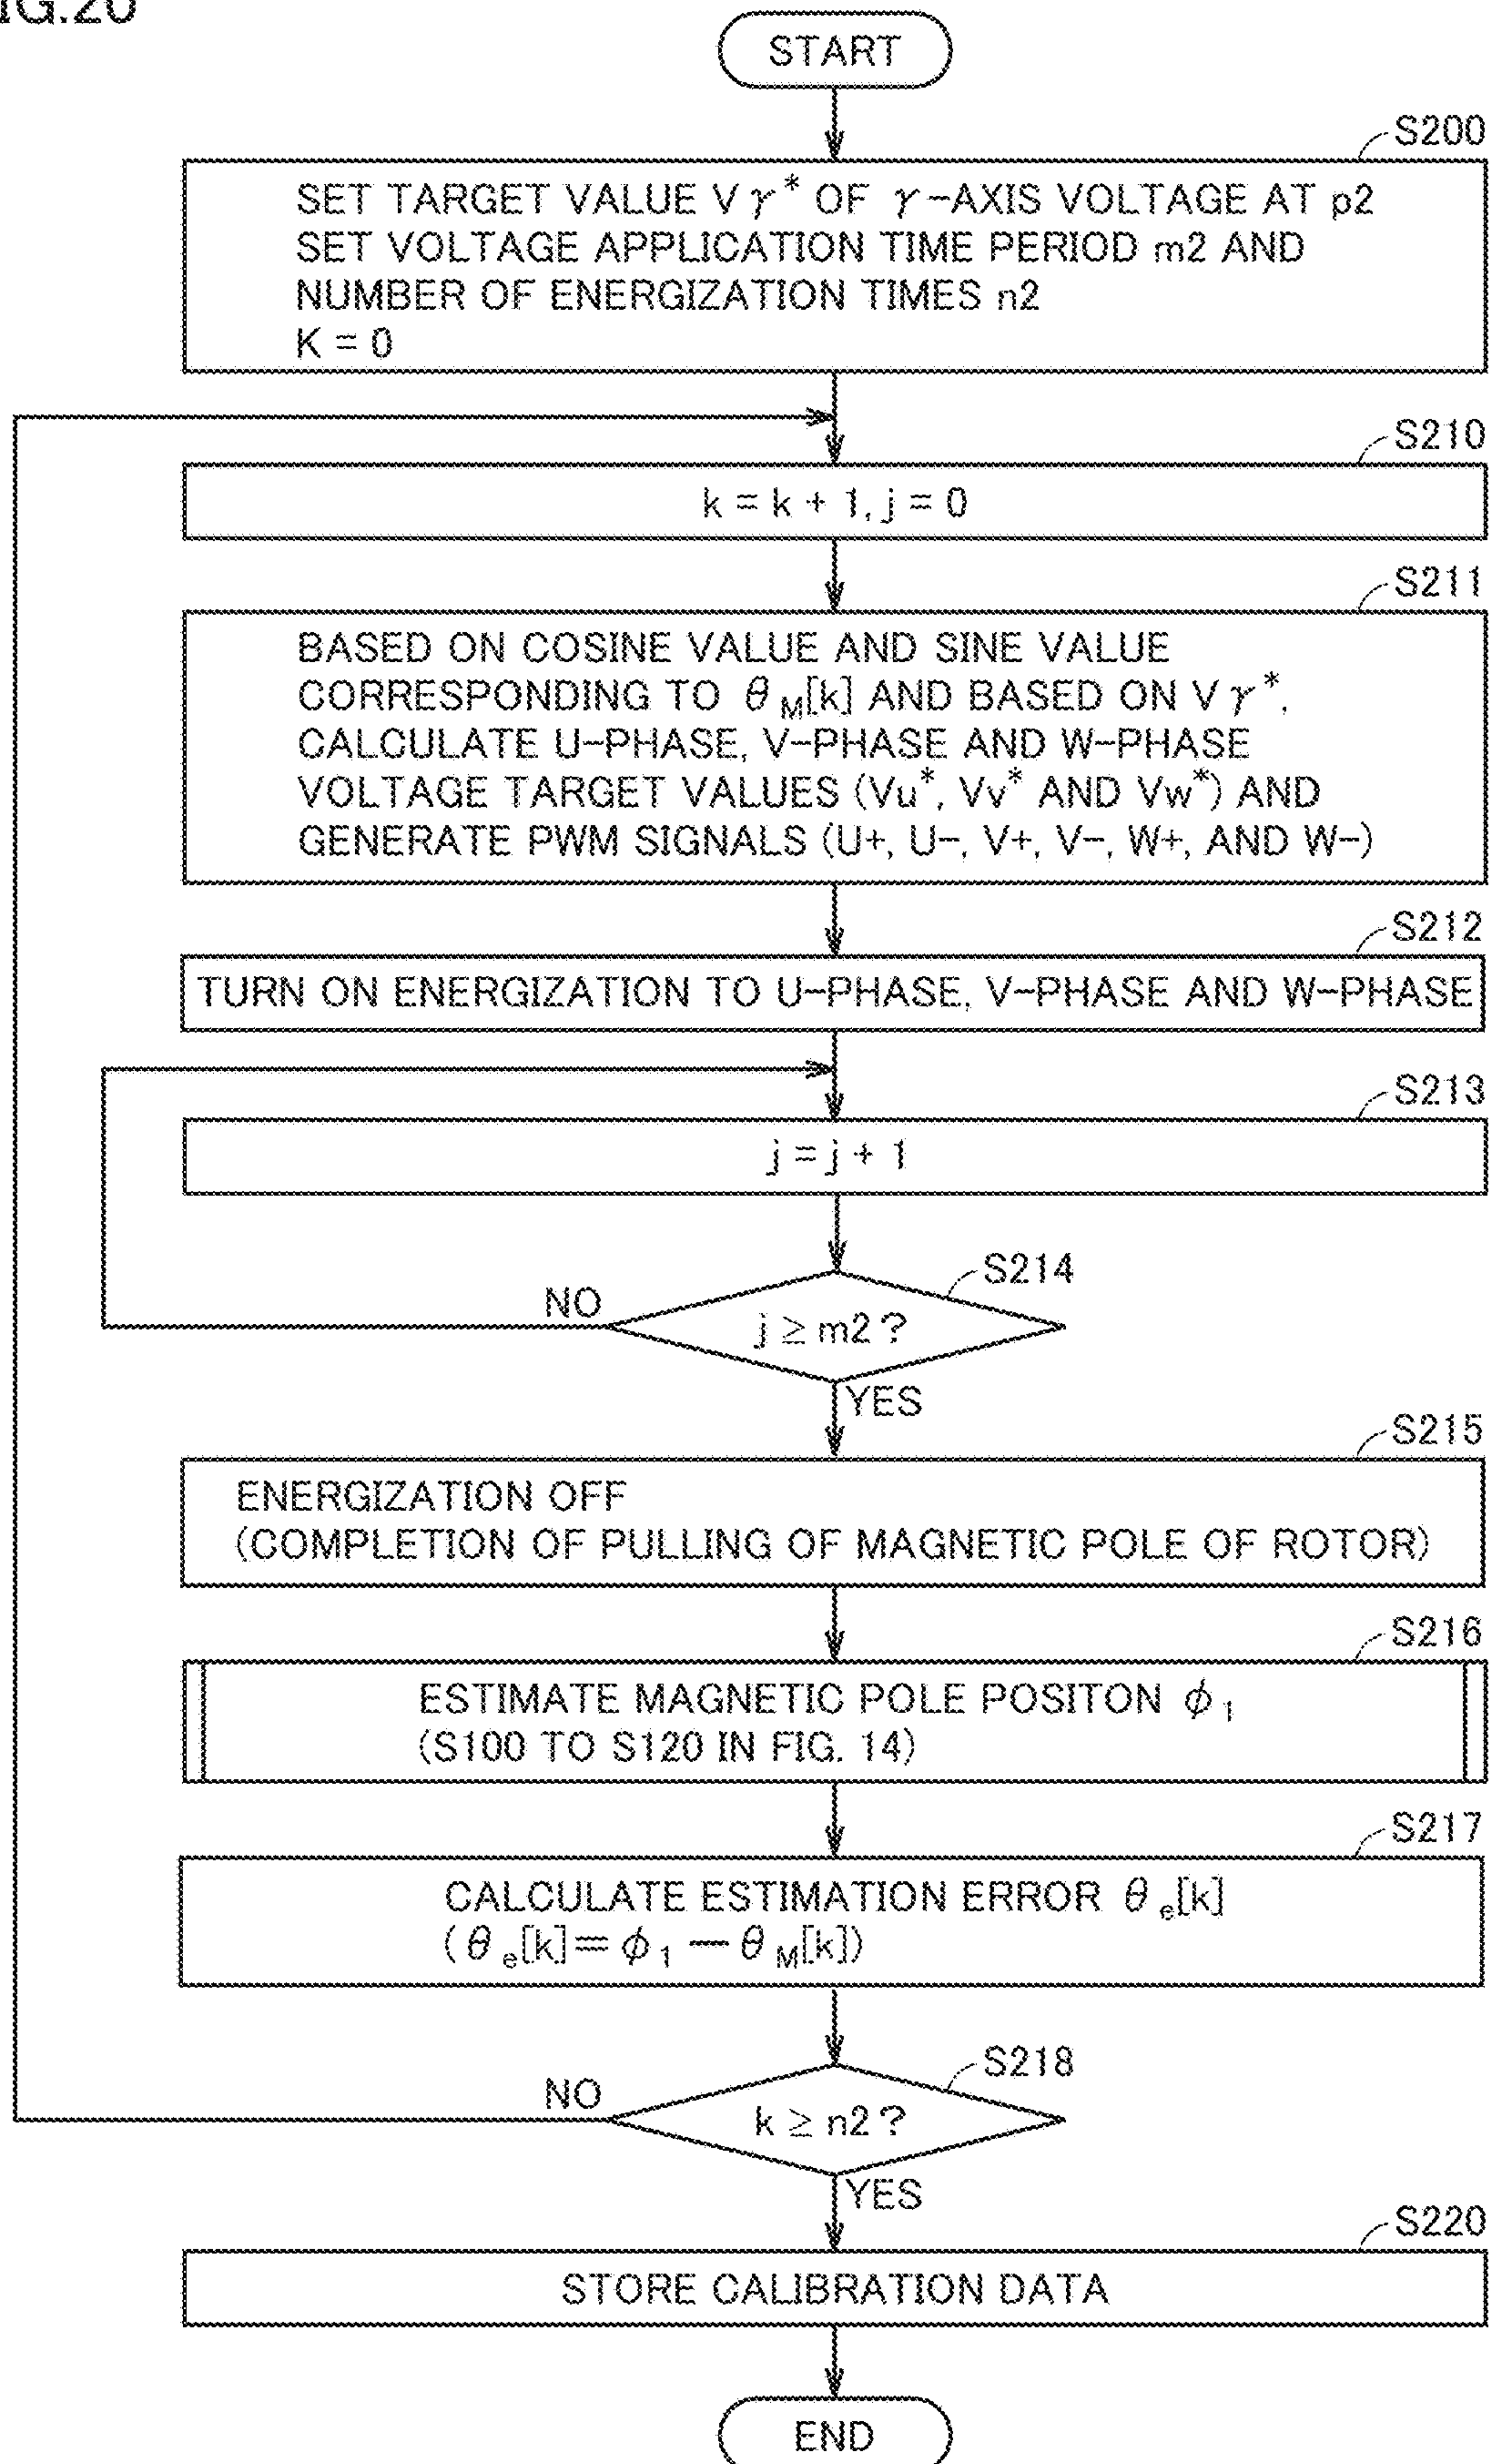 FIG.20
START
S200
SET TARGET VALUE Vγ* OF γ-AXIS VOLTAGE AT p2
SET VOLTAGE APPLICATION TIME PERIOD m2 AND
NUMBER OF ENERGIZATION TIMES n2
K = 0
S210
k = k + 1, j = 0
S211
BASED ON COSINE VALUE AND SINE VALUE
CORRESPONDING TO θM[k] AND BASED ON Vγ*,
CALCULATE U-PHASE, V-PHASE AND W-PHASE
VOLTAGE TARGET VALUES (Vu*, Vv* AND Vw*) AND
GENERATE PWM SIGNALS (U+, U-, V+, V-, W+, AND W-)
S212
TURN ON ENERGIZATION TO U-PHASE, V-PHASE AND W-PHASE
S213
j = j + 1
S214
NO
j ≥ m2 ?
YES
S215
ENERGIZATION OFF
(COMPLETION OF PULLING OF MAGNETIC POLE OF ROTOR)
S216
ESTIMATE MAGNETIC POLE POSITON φ1
(S100 TO S120 IN FIG. 14)
S217
CALCULATE ESTIMATION ERROR θe[k]
(θe[k] = φ1 − θM[k])
S218
NO
k ≥ n2 ?
YES
S220
STORE CALIBRATION DATA
END